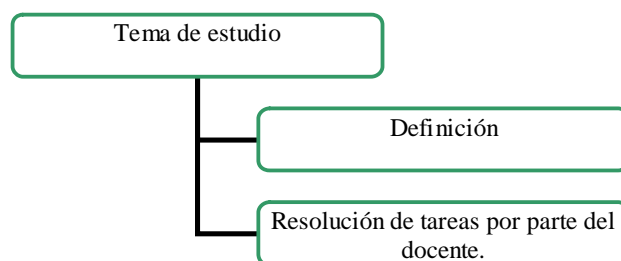 Tema de estudio
Definición
Resolución de tareas por parte del
docente.